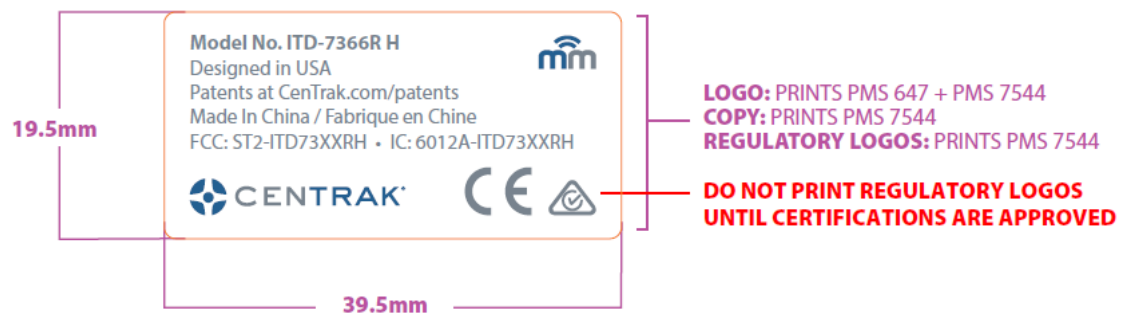 19.5mm
Model No. ITD-7366R H
Designed in USA
Patents at CenTrak.com/patents
Made In China / Fabrique en Chine
FCC: ST2-ITD73XXRH • IC: 6012A-ITD73XXRH
mm
CENTRAK
CE
LOGO: PRINTS PMS 647 + PMS 7544
COPY: PRINTS PMS 7544
REGULATORY LOGOS: PRINTS PMS 7544
DO NOT PRINT REGULATORY LOGOS
UNTIL CERTIFICATIONS ARE APPROVED
39.5mm